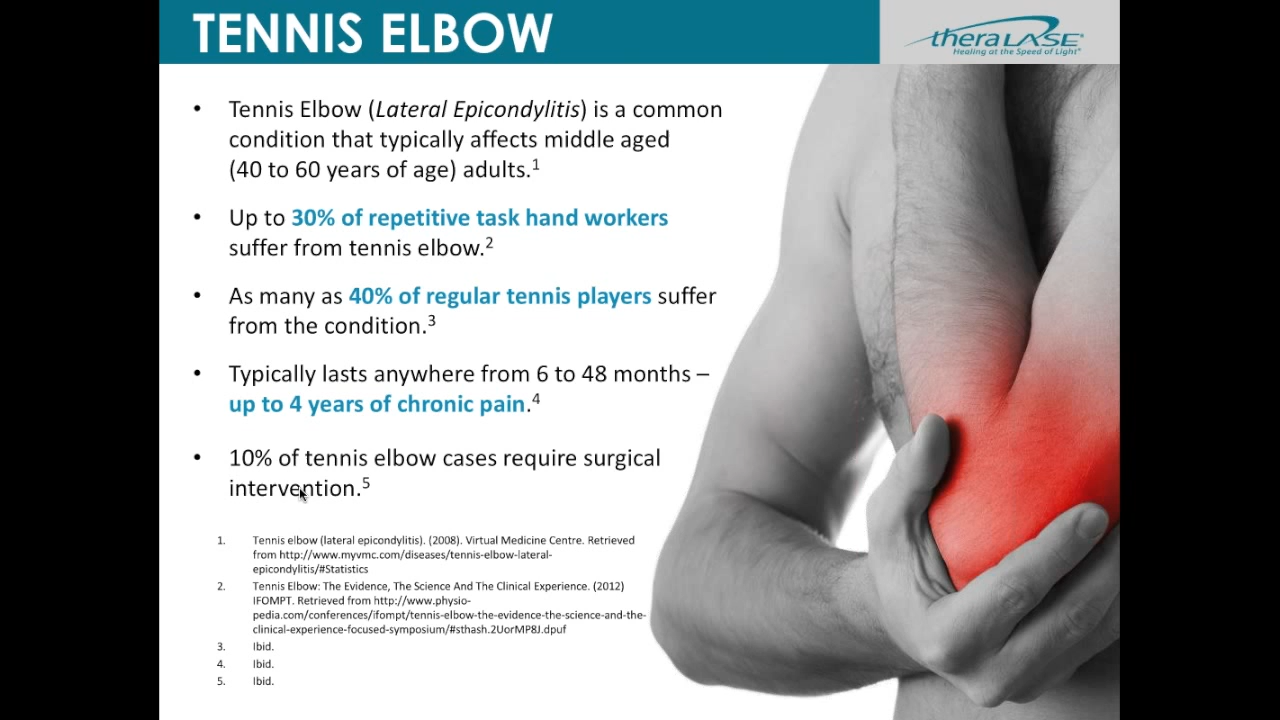 TENNIS ELBOW
theraLASE®
Healing at the Speed of Light®
• Tennis Elbow (Lateral Epicondylitis) is a common
condition that typically affects middle aged
(40 to 60 years of age) adults.1
• Up to 30% of repetitive task hand workers
suffer from tennis elbow.2
• As many as 40% of regular tennis players suffer
from the condition.3
• Typically lasts anywhere from 6 to 48 months –
up to 4 years of chronic pain.4
• 10% of tennis elbow cases require surgical
intervention.5
1. Tennis elbow (lateral epicondylitis). (2008). Virtual Medicine Centre. Retrieved
from http://www.myvmc.com/diseases/tennis-elbow-lateral-
epicondylitis/#Statistics
2. Tennis Elbow: The Evidence, The Science And The Clinical Experience. (2012)
IFOMPT. Retrieved from http://www.physio-
pedia.com/conferences/ifompt/tennis-elbow-the-evidence-the-science-and-the-
clinical-experience-focused-symposium/#sthash.2UorMP8J.dpuf
3. Ibid.
4. Ibid.
5. Ibid.